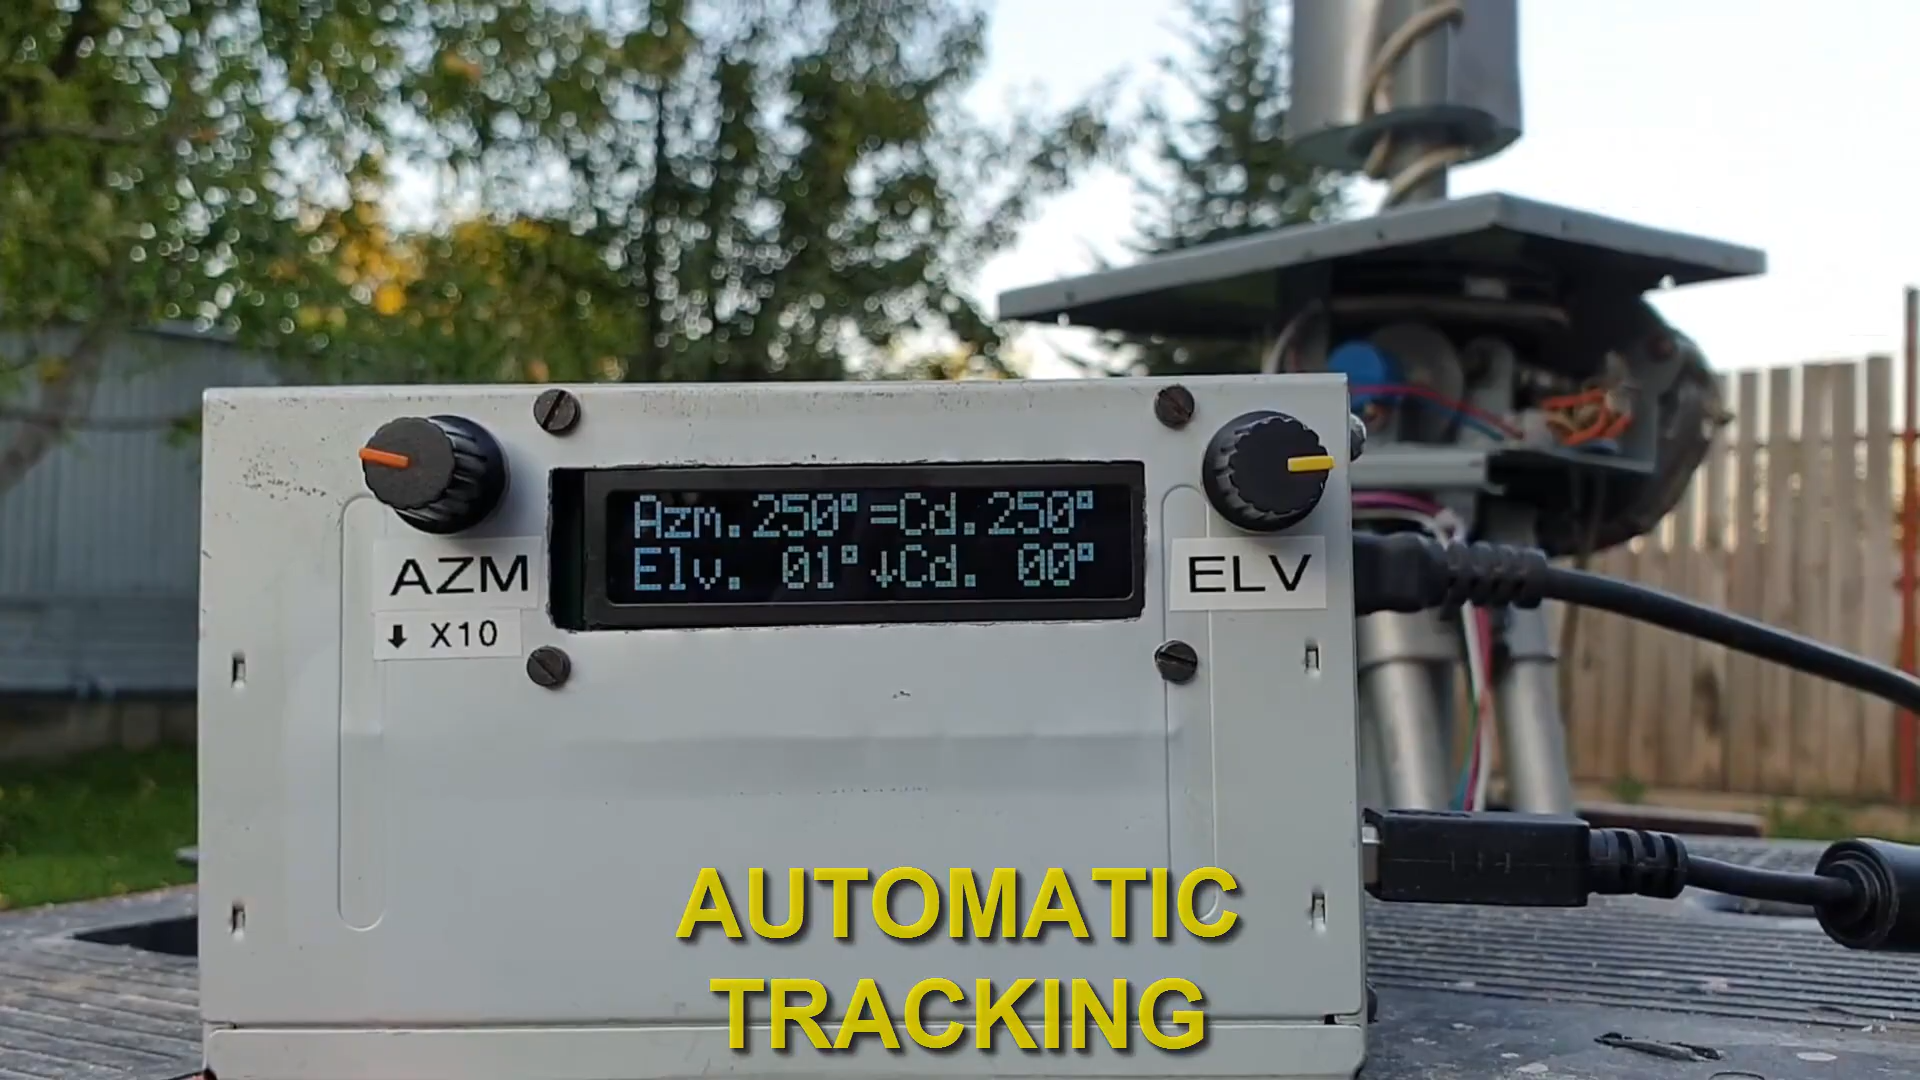 Azm.250°=Cd.250°
Elv. 01°↓Cd. 00°
AZM
⬇ X10
ELV
AUTOMATIC
TRACKING